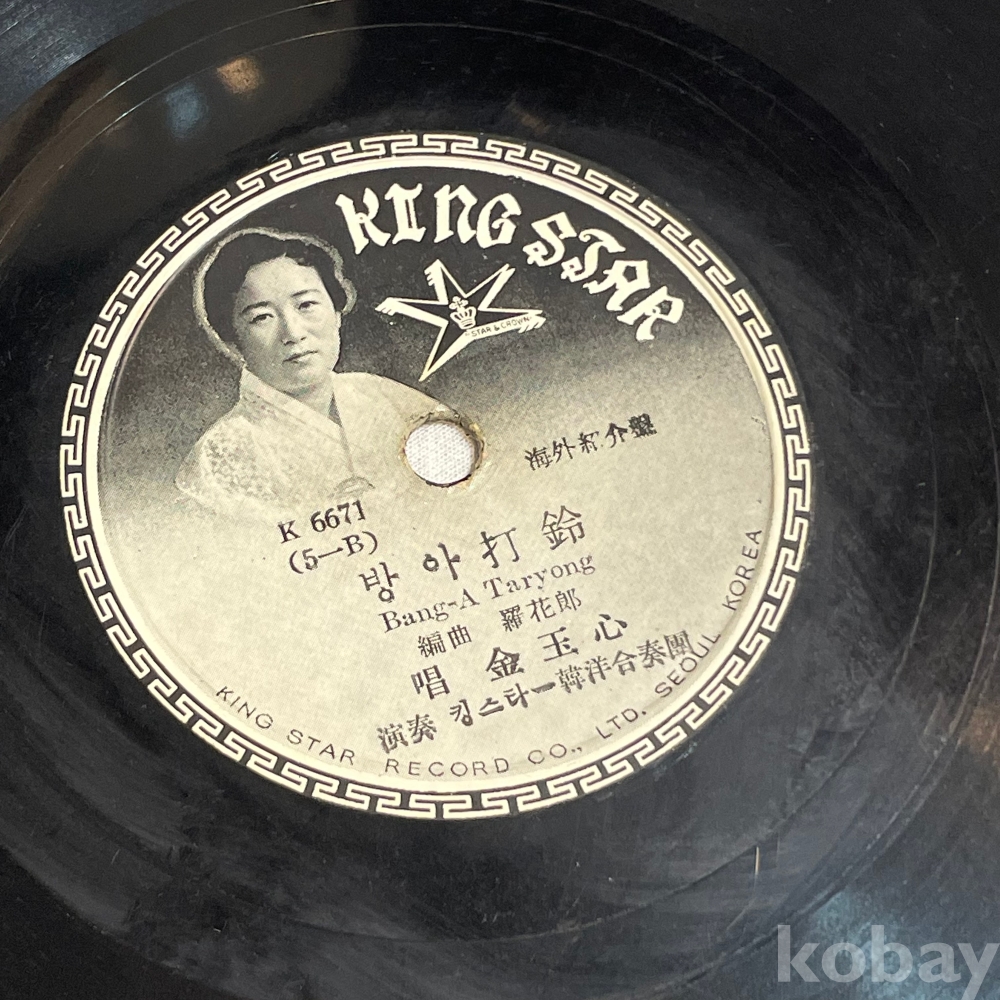 KING STAR
STAR & CROWN
海外紹介盤
K 6671
(5-B)
방아打鈴
Bang-A Taryong
編曲 羅花郎
唱 金玉心
演奏 킹스타ー韓洋合奏團
KING STAR RECORD CO., LTD. SEOUL KOREA
kobay